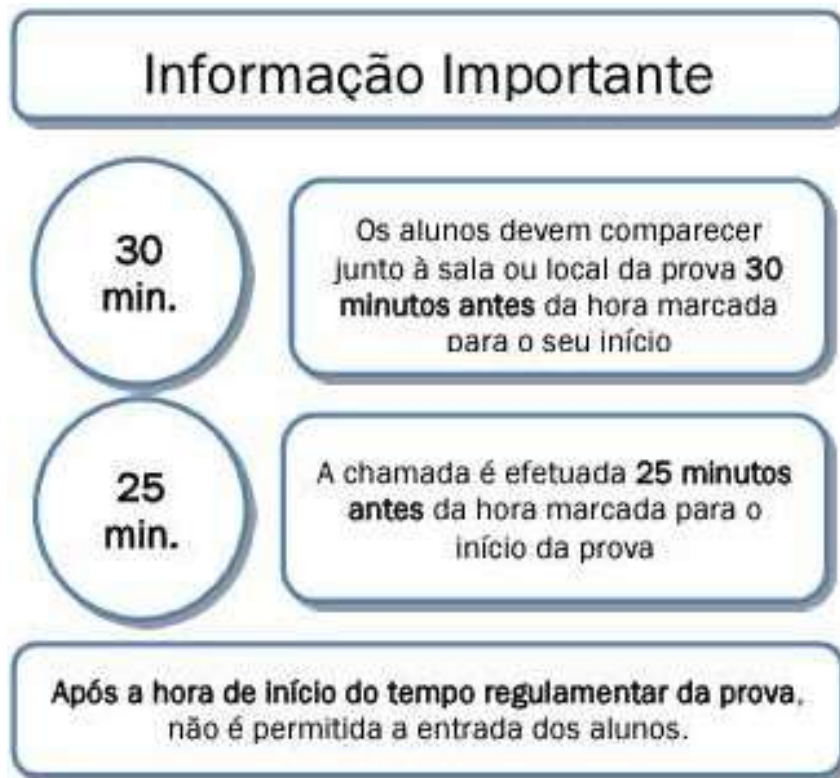 Informação Importante
30
min.
Os alunos devem comparecer
junto à sala ou local da prova 30
minutos antes da hora marcada
para o seu início
25
min.
A chamada é efetuada 25 minutos
antes da hora marcada para o
início da prova
Após a hora de início do tempo regulamentar da prova,
não é permitida a entrada dos alunos.